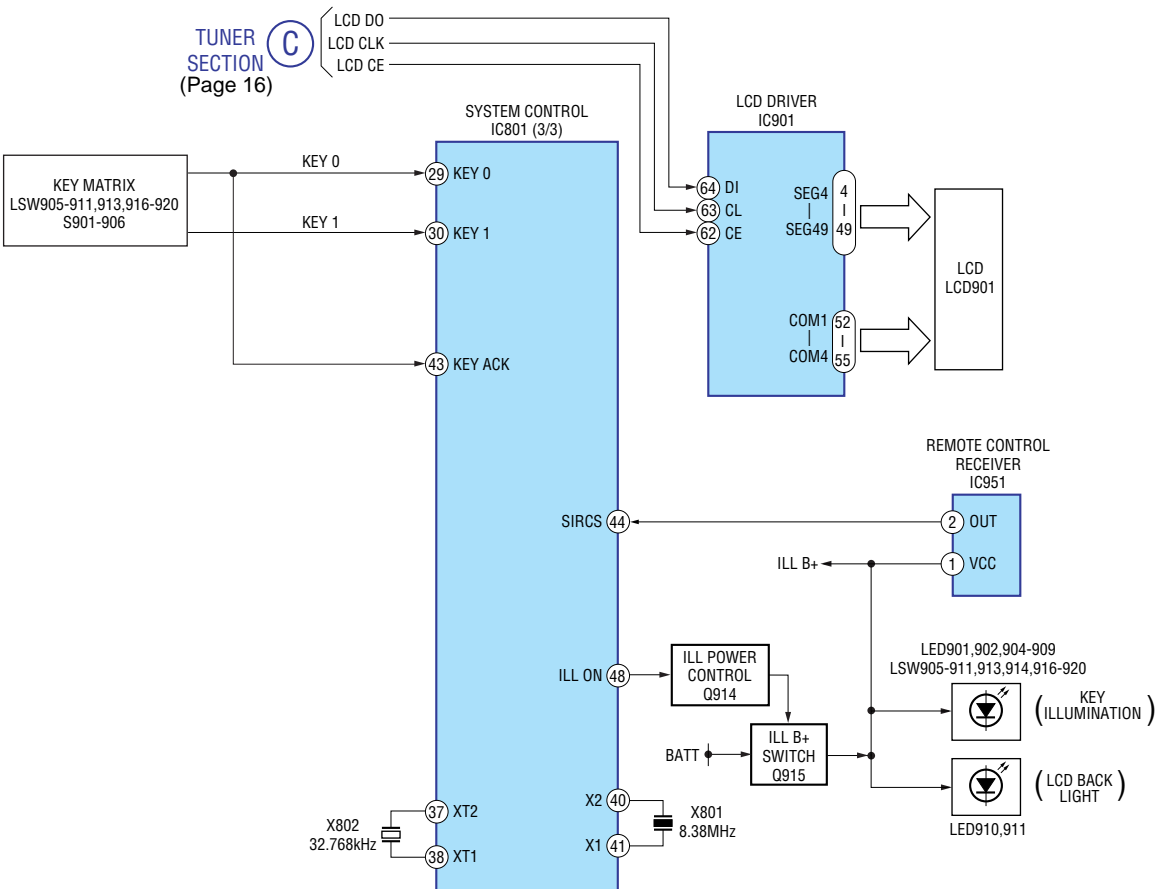 TUNER
SECTION
(Page 16)
C
LCD DO
LCD CLK
LCD CE
SYSTEM CONTROL
IC801 (3/3)
LCD DRIVER
IC901
KEY MATRIX
LSW905-911,913,916-920
S901-906
KEY 0
KEY 1
29 KEY 0
30 KEY 1
43 KEY ACK
64 DI
63 CL
62 CE
SEG4
|
SEG49
4
|
49
COM1
|
COM4
52
|
55
LCD
LCD901
REMOTE CONTROL
RECEIVER
IC951
SIRCS 44
2 OUT
1 VCC
ILL B+
LED901,902,904-909
LSW905-911,913,914,916-920
(KEY
ILLUMINATION)
ILL ON 48
ILL POWER
CONTROL
Q914
BATT
ILL B+
SWITCH
Q915
(LCD BACK
LIGHT)
LED910,911
X802
32.768kHz
37 XT2
38 XT1
X2 40
X1 41
X801
8.38MHz